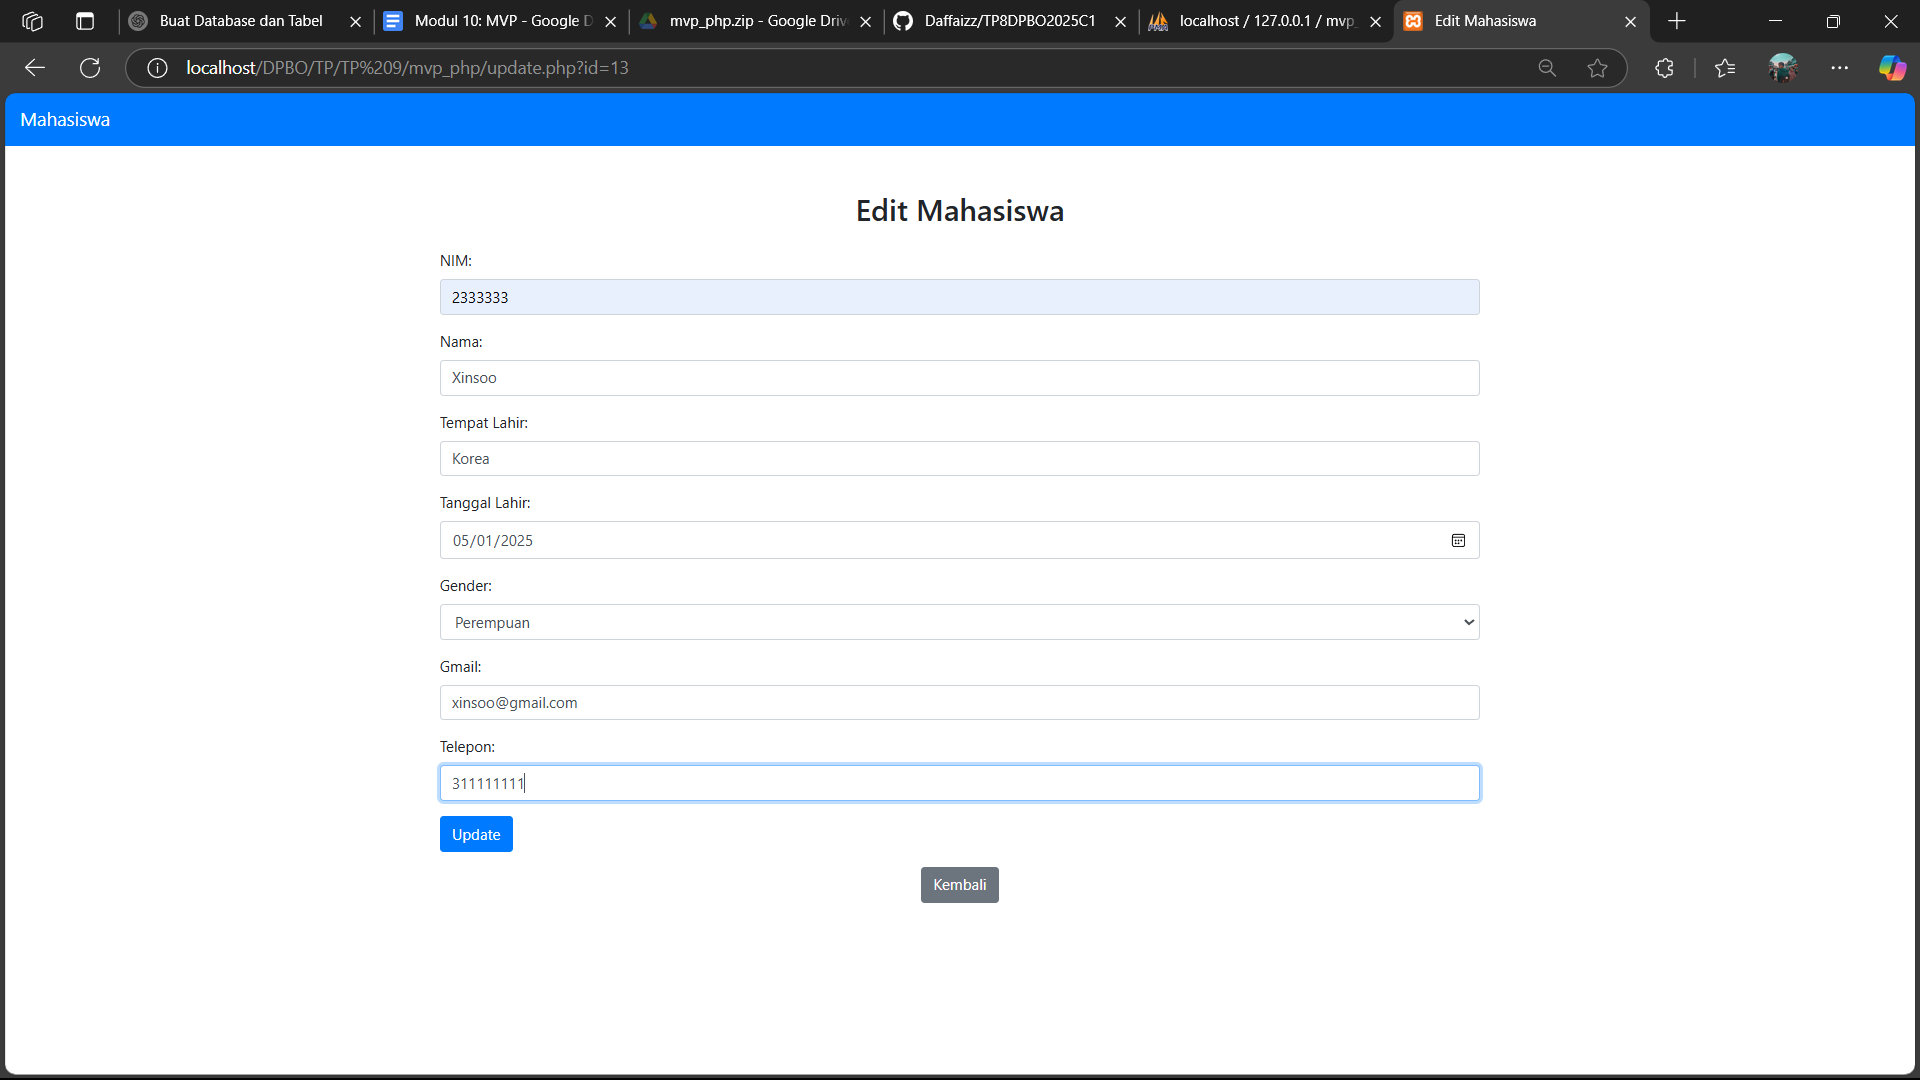 Buat Database dan Tabel
Modul 10: MVP - Google D
mvp_php.zip - Google Driv
Daffaizz/TP8DPBO2025C1
localhost / 127.0.0.1 / mvp_
Edit Mahasiswa
localhost/DPBO/TP/TP%209/mvp_php/update.php?id=13
Mahasiswa
Edit Mahasiswa
NIM:
2333333
Nama:
Xinsoo
Tempat Lahir:
Korea
Tanggal Lahir:
05/01/2025
Gender:
Perempuan
Gmail:
xinsoo@gmail.com
Telepon:
311111111
Update
Kembali